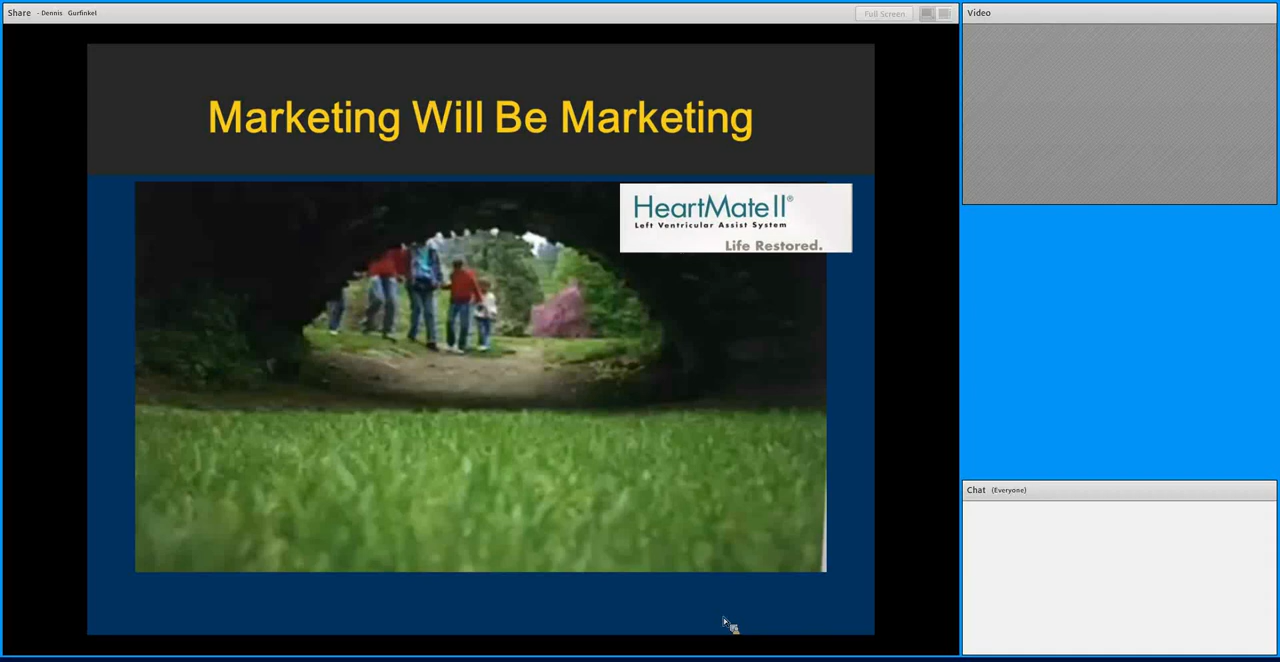 Share - Dennis Gurfinkel
Full Screen
Video
Marketing Will Be Marketing
HeartMate II®
Left Ventricular Assist System
Life Restored.
Chat (Everyone)